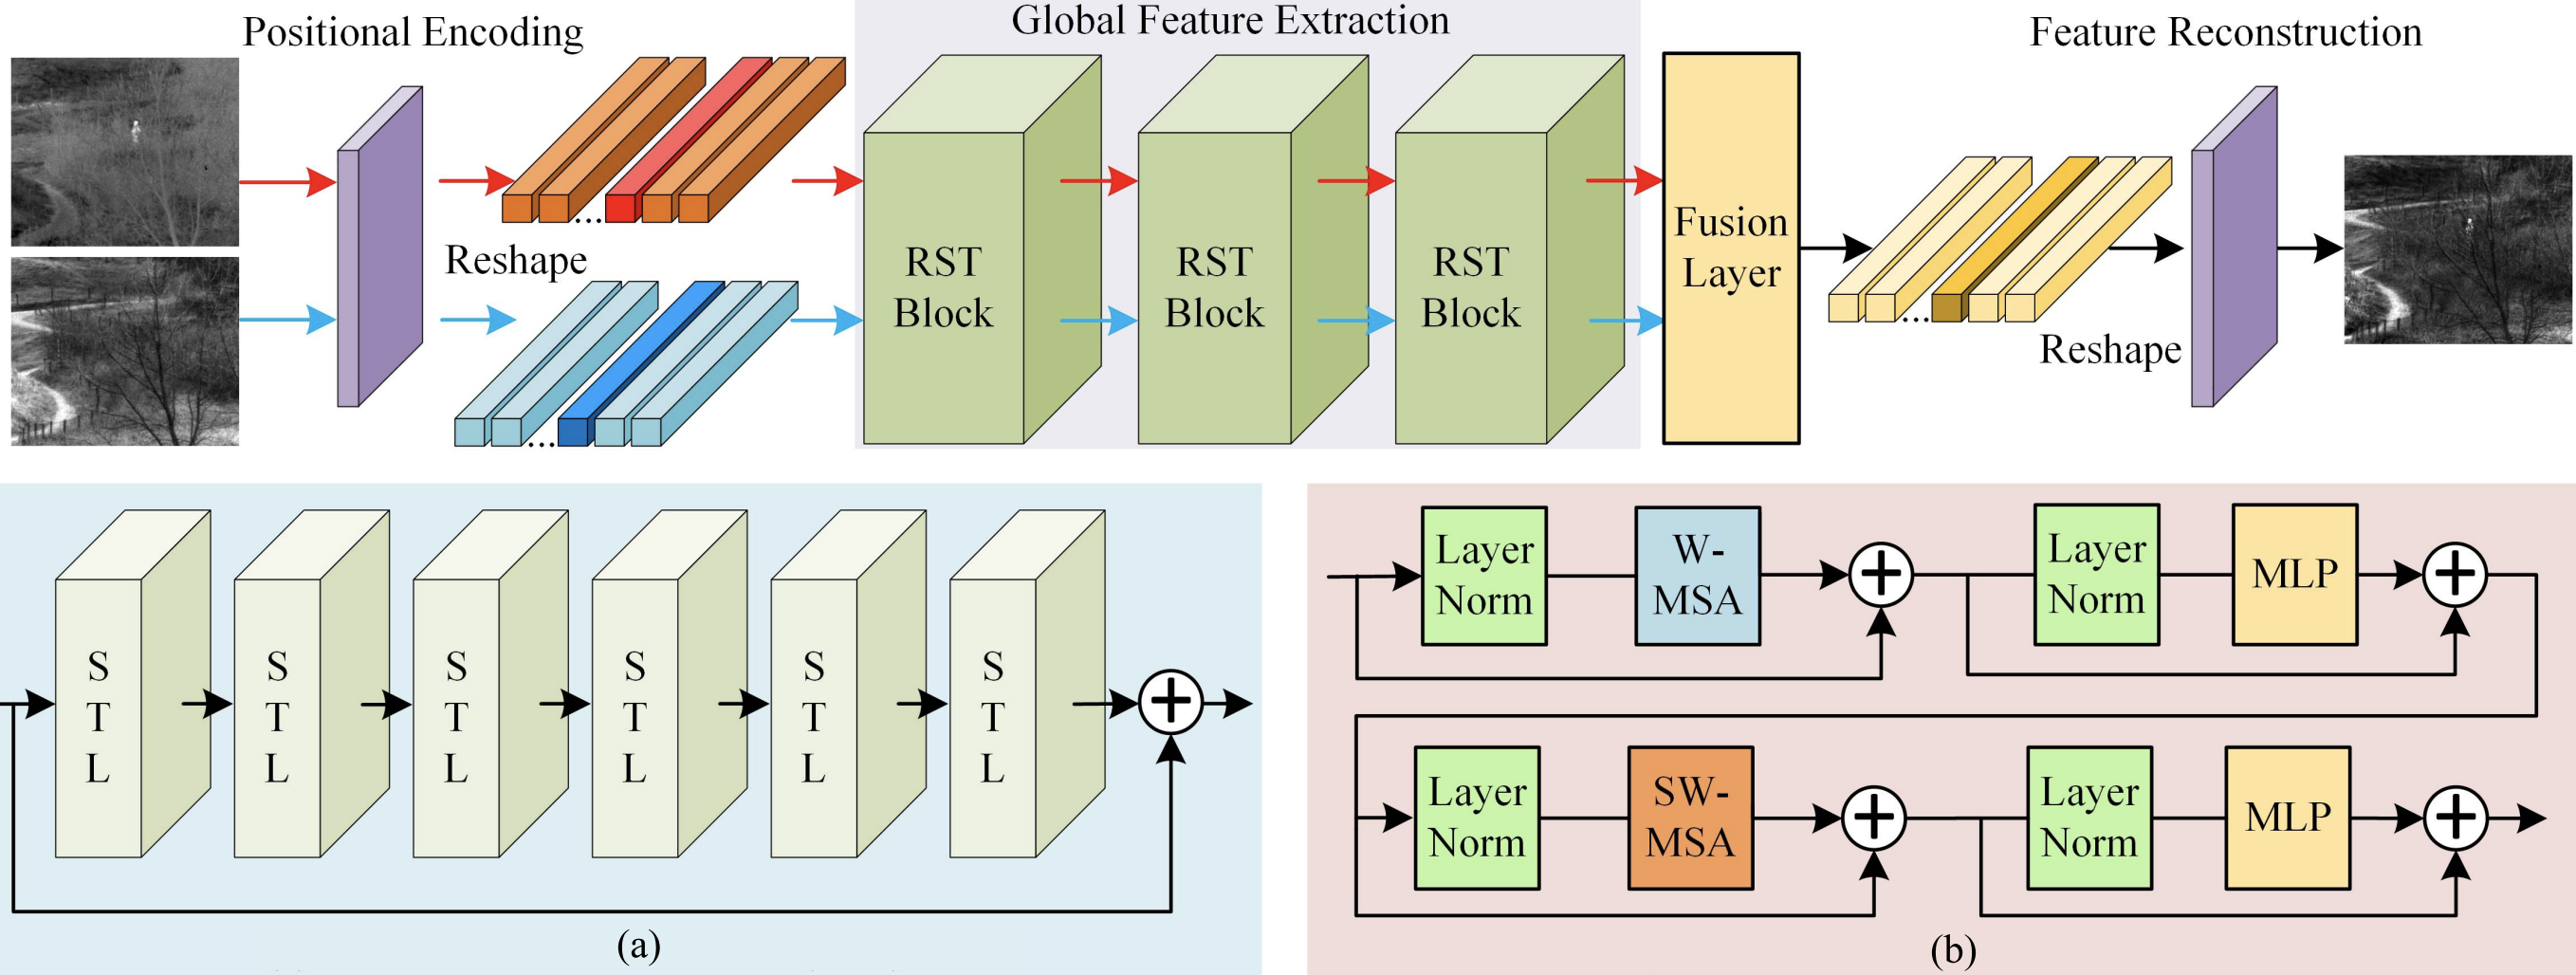 Positional Encoding
Global Feature Extraction
Feature Reconstruction
Reshape
...
...
RST
Block
RST
Block
RST
Block
Fusion
Layer
...
Reshape
S
T
L
S
T
L
S
T
L
S
T
L
S
T
L
S
T
L
(a)
Layer
Norm
W-
MSA
Layer
Norm
MLP
Layer
Norm
SW-
MSA
Layer
Norm
MLP
(b)